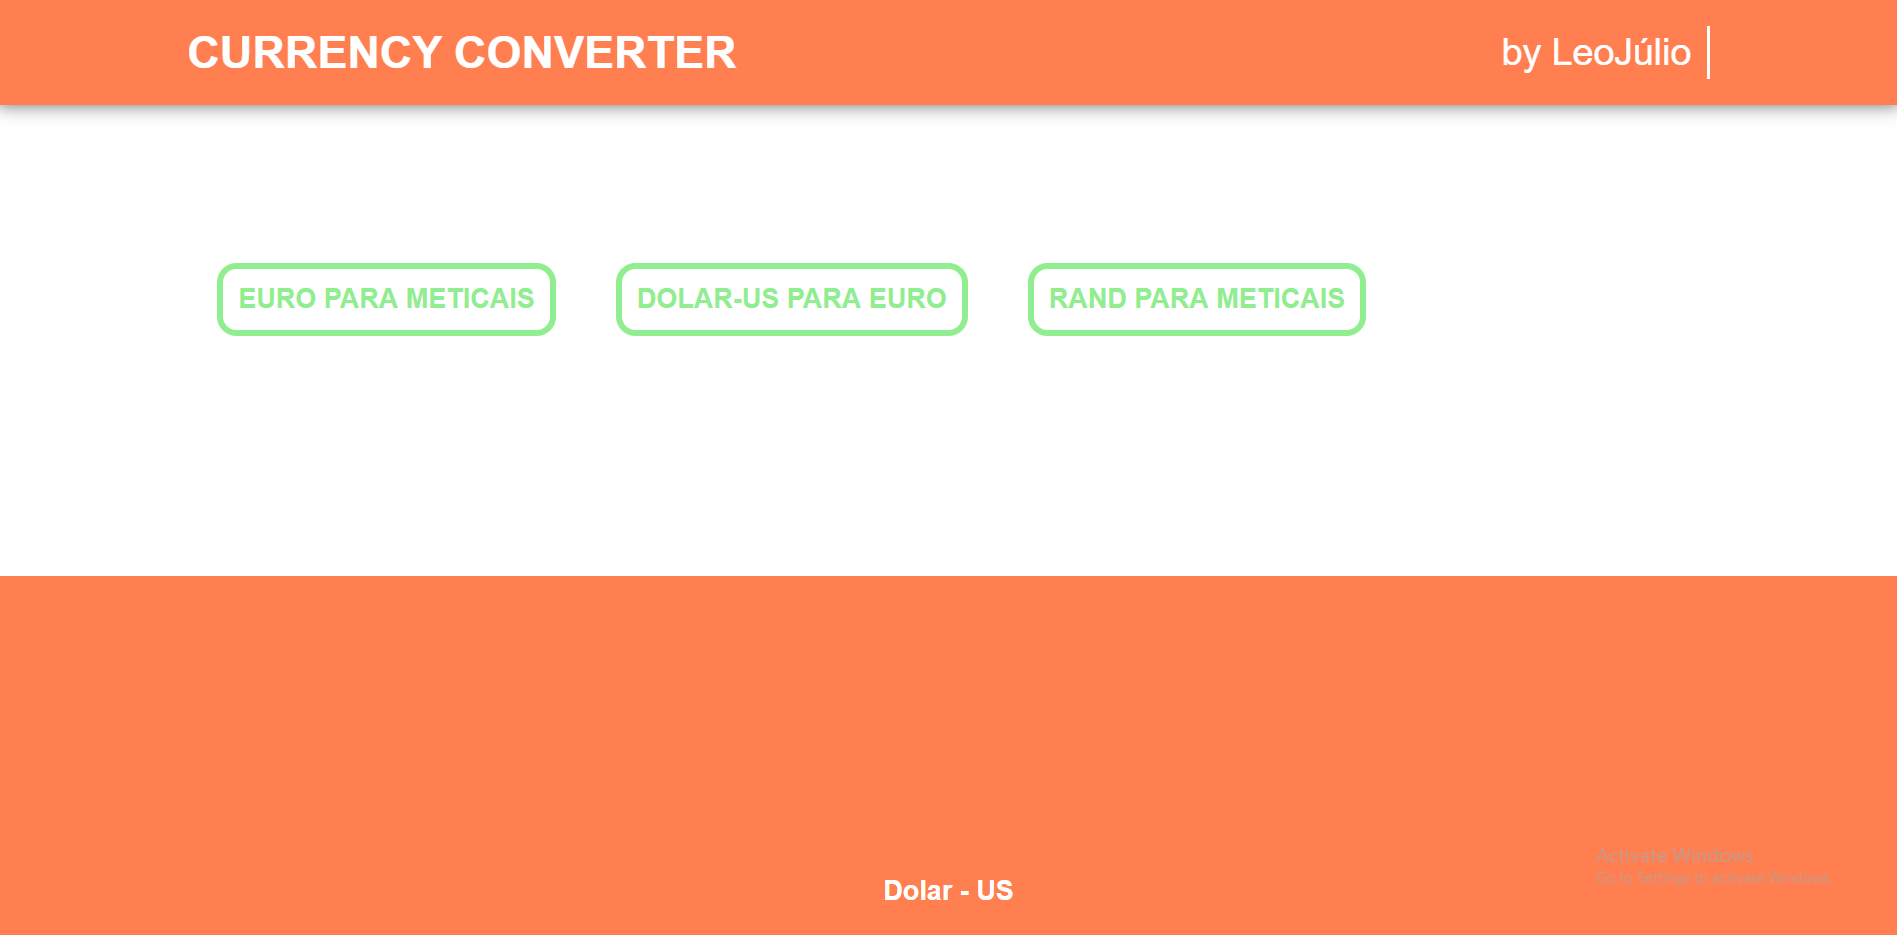 CURRENCY CONVERTER
by LeoJúlio
EURO PARA METICAIS
DOLAR-US PARA EURO
RAND PARA METICAIS
Activate Windows
Go to Settings to activate Windows.
Dolar - US